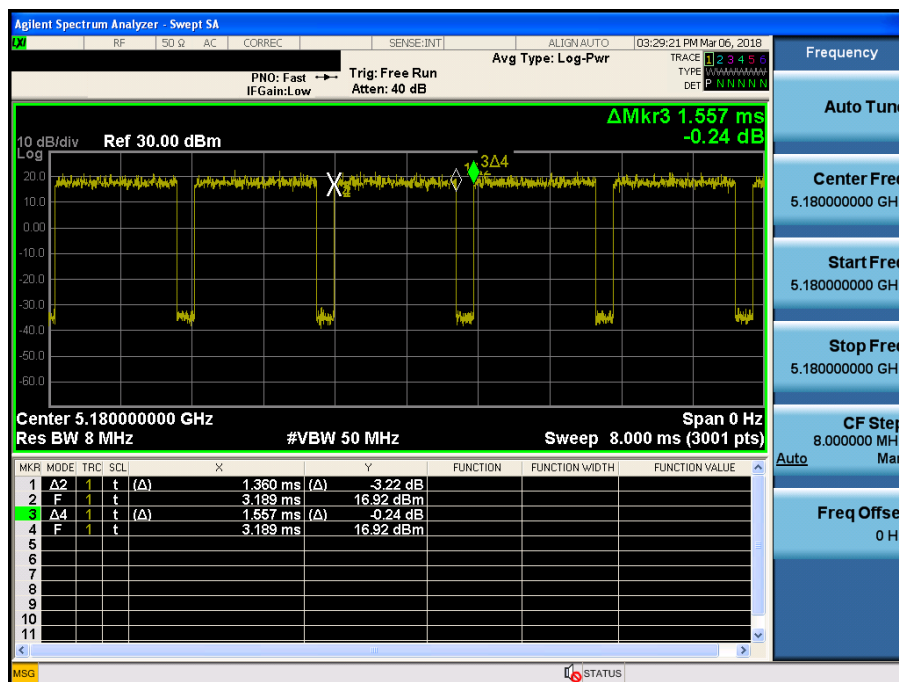 Agilent Spectrum Analyzer - Swept SA
LXI RF 50 Ω AC CORREC SENSE:INT ALIGNAUTO 03:29:21 PM Mar 06, 2018
Frequency
Avg Type: Log-Pwr
TRACE 1 2 3 4 5 6
PNO: Fast Trig: Free Run
TYPE
IFGain:Low Atten: 40 dB
DET P N N N N N
Auto Tune
ΔMkr3 1.557 ms
-0.24 dB
10 dB/div Ref 30.00 dBm
Log
3Δ4
20.0
10.0
0.00
-10.0
-20.0
-30.0
-40.0
-50.0
-60.0
Center Freq
5.180000000 GH
Start Freq
5.180000000 GH
Stop Freq
5.180000000 GH
Center 5.180000000 GHz Span 0 Hz
Res BW 8 MHz #VBW 50 MHz Sweep 8.000 ms (3001 pts)
CF Step
8.000000 MH
Auto Man
MKR MODE TRC SCL X Y FUNCTION FUNCTION WIDTH FUNCTION VALUE
1 Δ2 1 t (Δ) 1.360 ms (Δ) -3.22 dB
2 F 1 t 3.189 ms 16.92 dBm
3 Δ4 1 t (Δ) 1.557 ms (Δ) -0.24 dB
4 F 1 t 3.189 ms 16.92 dBm
5
6
7
8
9
10
11
Freq Offse
0 H
MSG STATUS